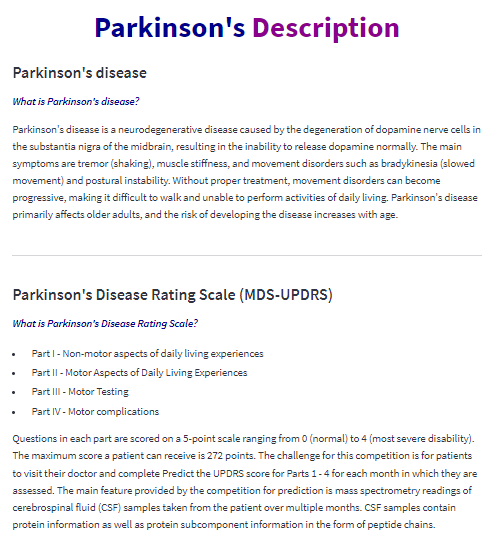 Parkinson's Description
Parkinson's disease
What is Parkinson's disease?
Parkinson's disease is a neurodegenerative disease caused by the degeneration of dopamine nerve cells in
the substantia nigra of the midbrain, resulting in the inability to release dopamine normally. The main
symptoms are tremor (shaking), muscle stiffness, and movement disorders such as bradykinesia (slowed
movement) and postural instability. Without proper treatment, movement disorders can become
progressive, making it difficult to walk and unable to perform activities of daily living. Parkinson's disease
primarily affects older adults, and the risk of developing the disease increases with age.
Parkinson's Disease Rating Scale (MDS-UPDRS)
What is Parkinson's Disease Rating Scale?
• Part I - Non-motor aspects of daily living experiences
• Part II - Motor Aspects of Daily Living Experiences
• Part III - Motor Testing
• Part IV - Motor complications
Questions in each part are scored on a 5-point scale ranging from 0 (normal) to 4 (most severe disability).
The maximum score a patient can receive is 272 points. The challenge for this competition is for patients
to visit their doctor and complete Predict the UPDRS score for Parts 1 - 4 for each month in which they are
assessed. The main feature provided by the competition for prediction is mass spectrometry readings of
cerebrospinal fluid (CSF) samples taken from the patient over multiple months. CSF samples contain
protein information as well as protein subcomponent information in the form of peptide chains.